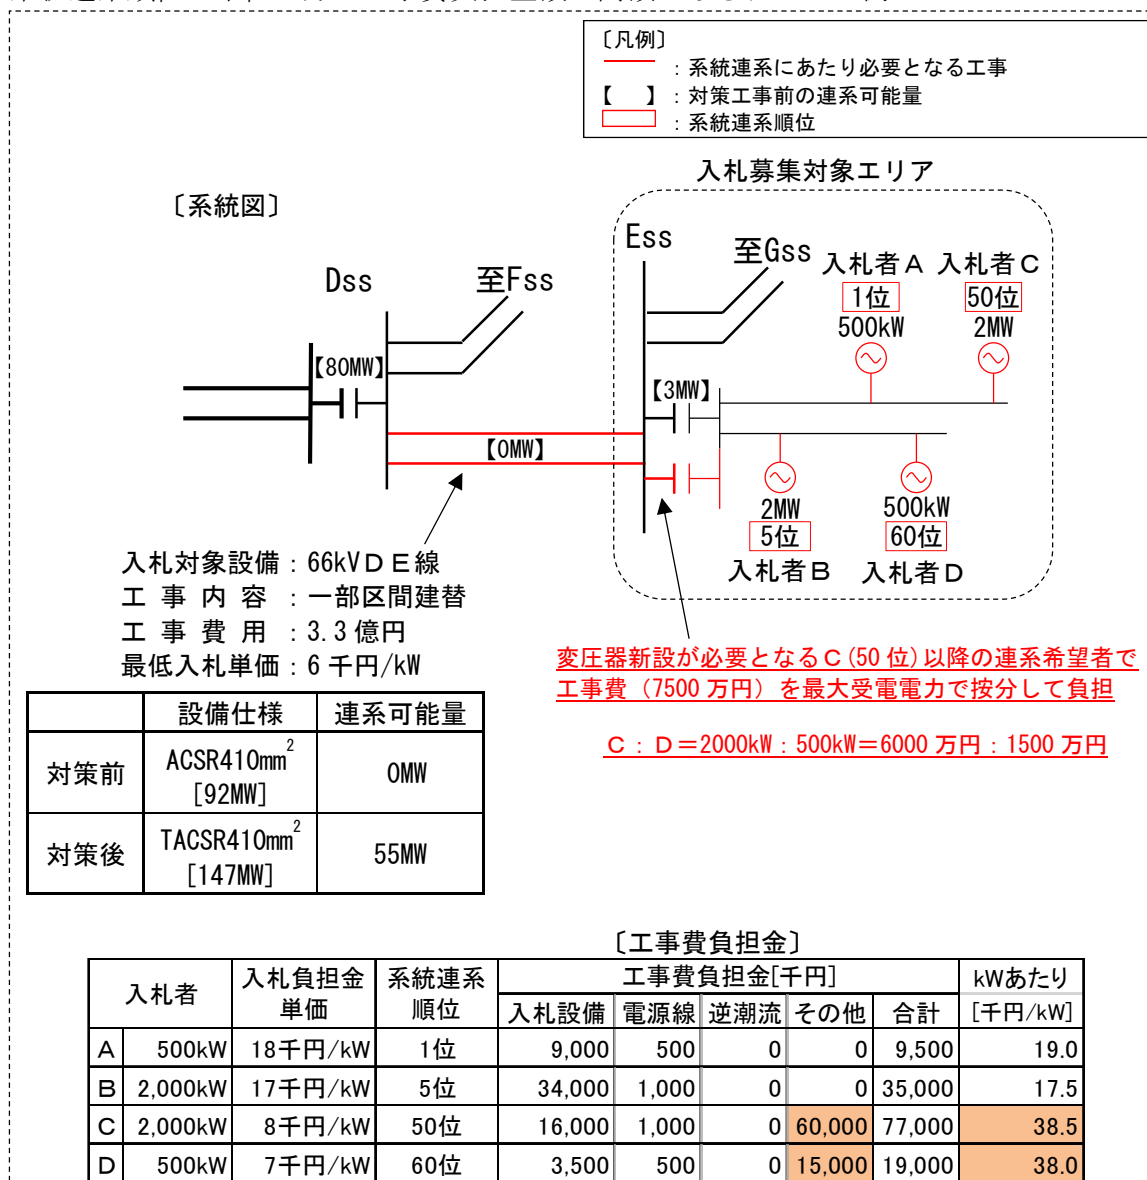 〔凡例〕
：系統連系にあたり必要となる工事
【　】：対策工事前の連系可能量
：系統連系順位
入札募集対象エリア
〔系統図〕
Dss
至Fss
Ess
至Gss
入札者Ａ
入札者Ｃ
1位
50位
500kW
2MW
【80MW】
【3MW】
【0MW】
2MW
500kW
5位
60位
入札者Ｂ
入札者Ｄ
入札対象設備：66kVＤＥ線
工事内容：一部区間建替
工事費用：3.3億円
最低入札単価：6千円/kW
変圧器新設が必要となるＣ(50位)以降の連系希望者で
工事費（7500万円）を最大受電電力で按分して負担
Ｃ：Ｄ＝2000kW：500kW＝6000万円：1500万円
設備仕様 連系可能量
対策前 ACSR410mm² [92MW] 0MW
対策後 TACSR410mm² [147MW] 55MW
〔工事費負担金〕
入札者 入札負担金単価 系統連系順位 工事費負担金[千円] kWあたり[千円/kW]
入札設備 電源線 逆潮流 その他 合計
A 500kW 18千円/kW 1位 9,000 500 0 0 9,500 19.0
B 2,000kW 17千円/kW 5位 34,000 1,000 0 0 35,000 17.5
C 2,000kW 8千円/kW 50位 16,000 1,000 0 60,000 77,000 38.5
D 500kW 7千円/kW 60位 3,500 500 0 15,000 19,000 38.0